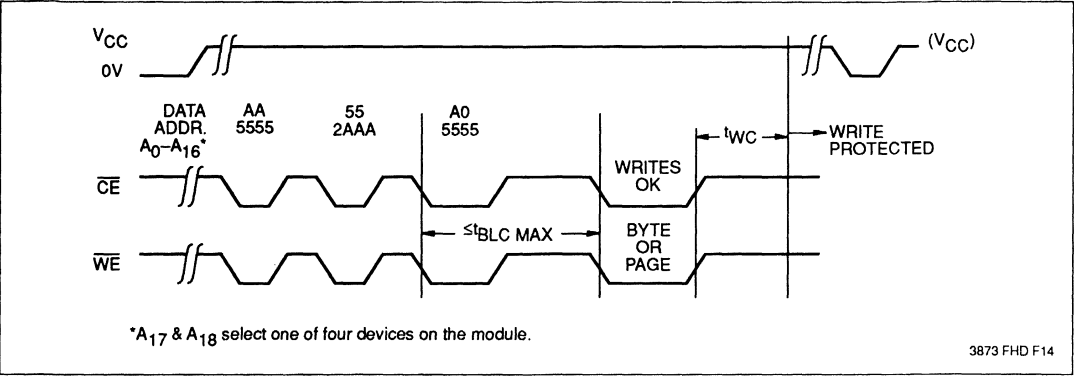 VCC
0V
(VCC)
DATA AA 55 A0
ADDR. 5555 2AAA 5555
A0–A16*
tWC
WRITE
PROTECTED
CE
WRITES
OK
≤tBLC MAX
BYTE
OR
PAGE
WE
*A17 & A18 select one of four devices on the module.
3873 FHD F14